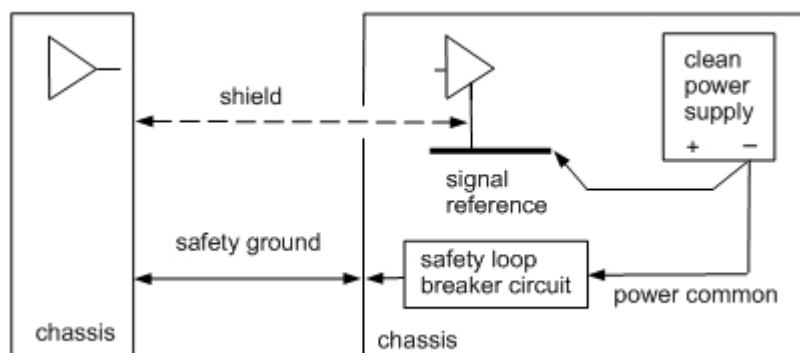 shield
clean
power
supply
+ −
signal
reference
safety ground
safety loop
breaker circuit
power common
chassis
chassis